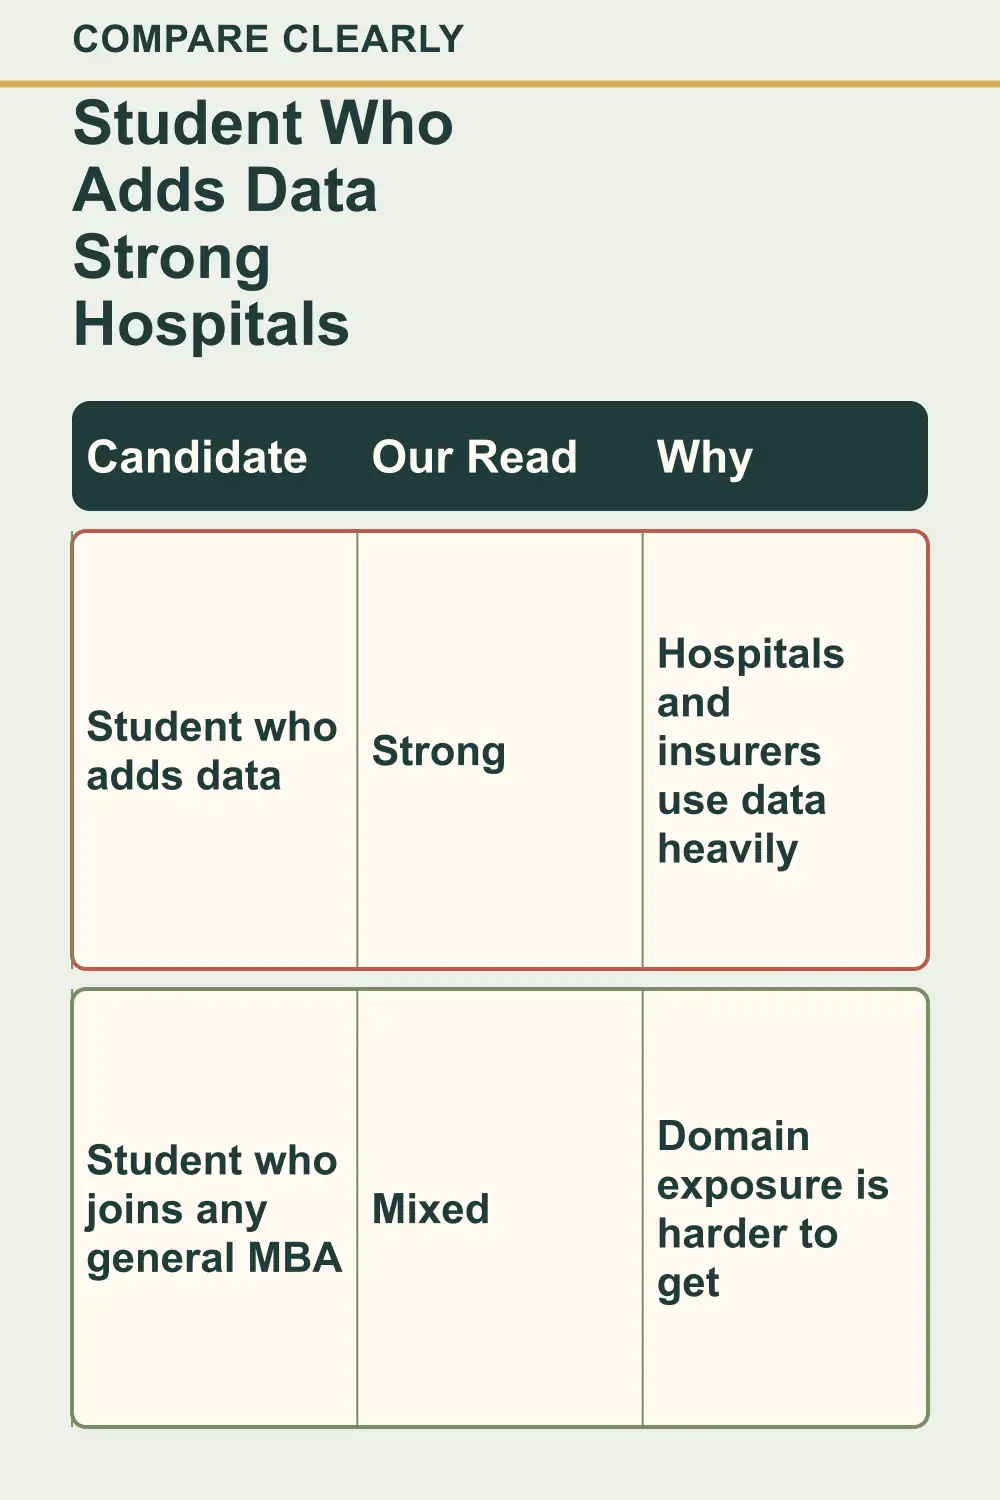 COMPARE CLEARLY
Student Who
Adds Data
Strong
Hospitals
Candidate
Our Read
Why
Student who
adds data
Strong
Hospitals
and
insurers
use data
heavily
Student who
joins any
general MBA
Mixed
Domain
exposure is
harder to
get